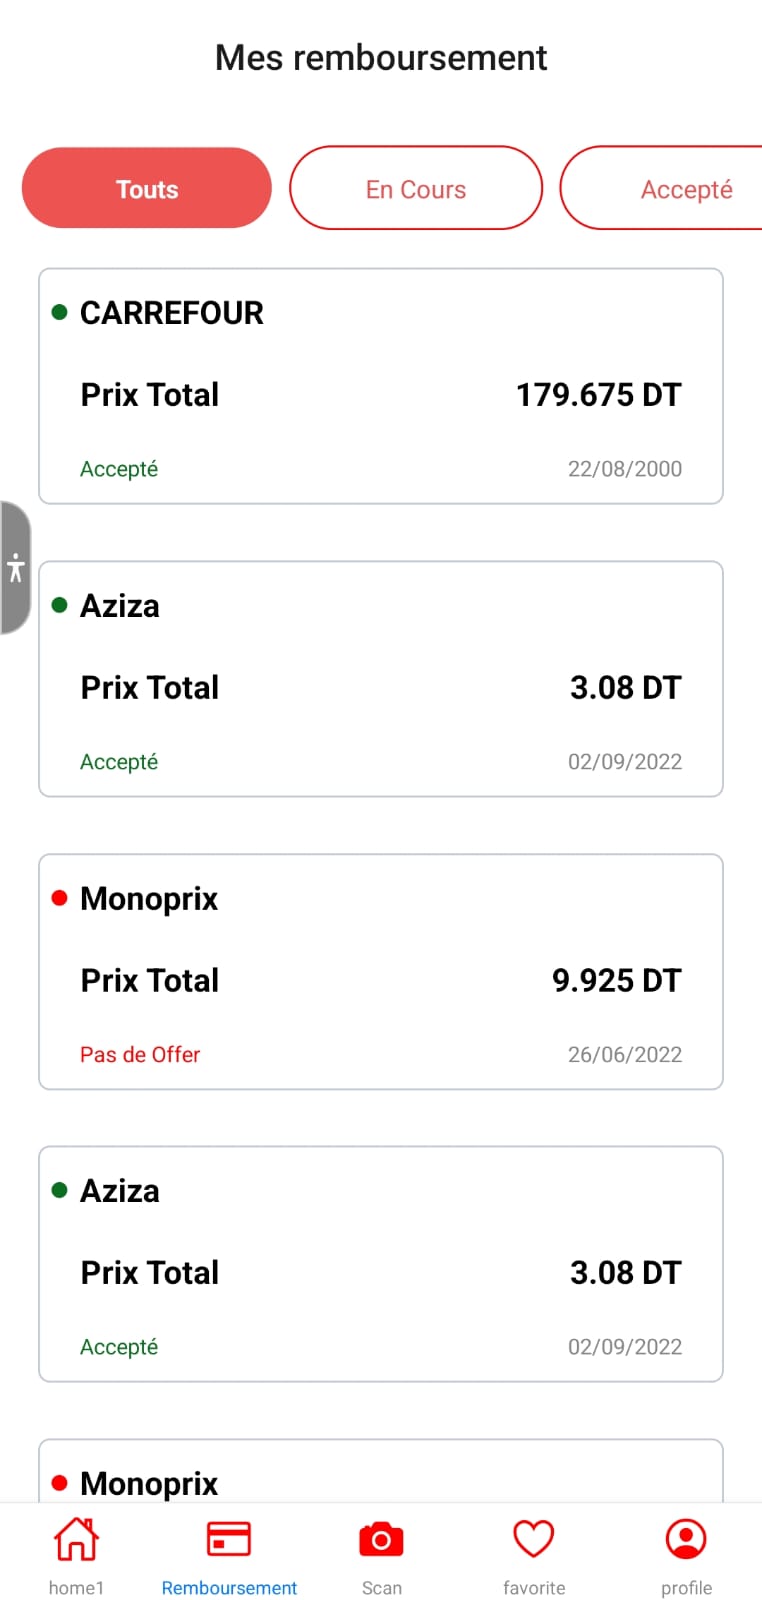 Mes remboursement
Touts
En Cours
Accepté
CARREFOUR
Prix Total
179.675 DT
Accepté
22/08/2000
Aziza
Prix Total
3.08 DT
Accepté
02/09/2022
Monoprix
Prix Total
9.925 DT
Pas de Offer
26/06/2022
Aziza
Prix Total
3.08 DT
Accepté
02/09/2022
Monoprix
home1
Remboursement
Scan
favorite
profile